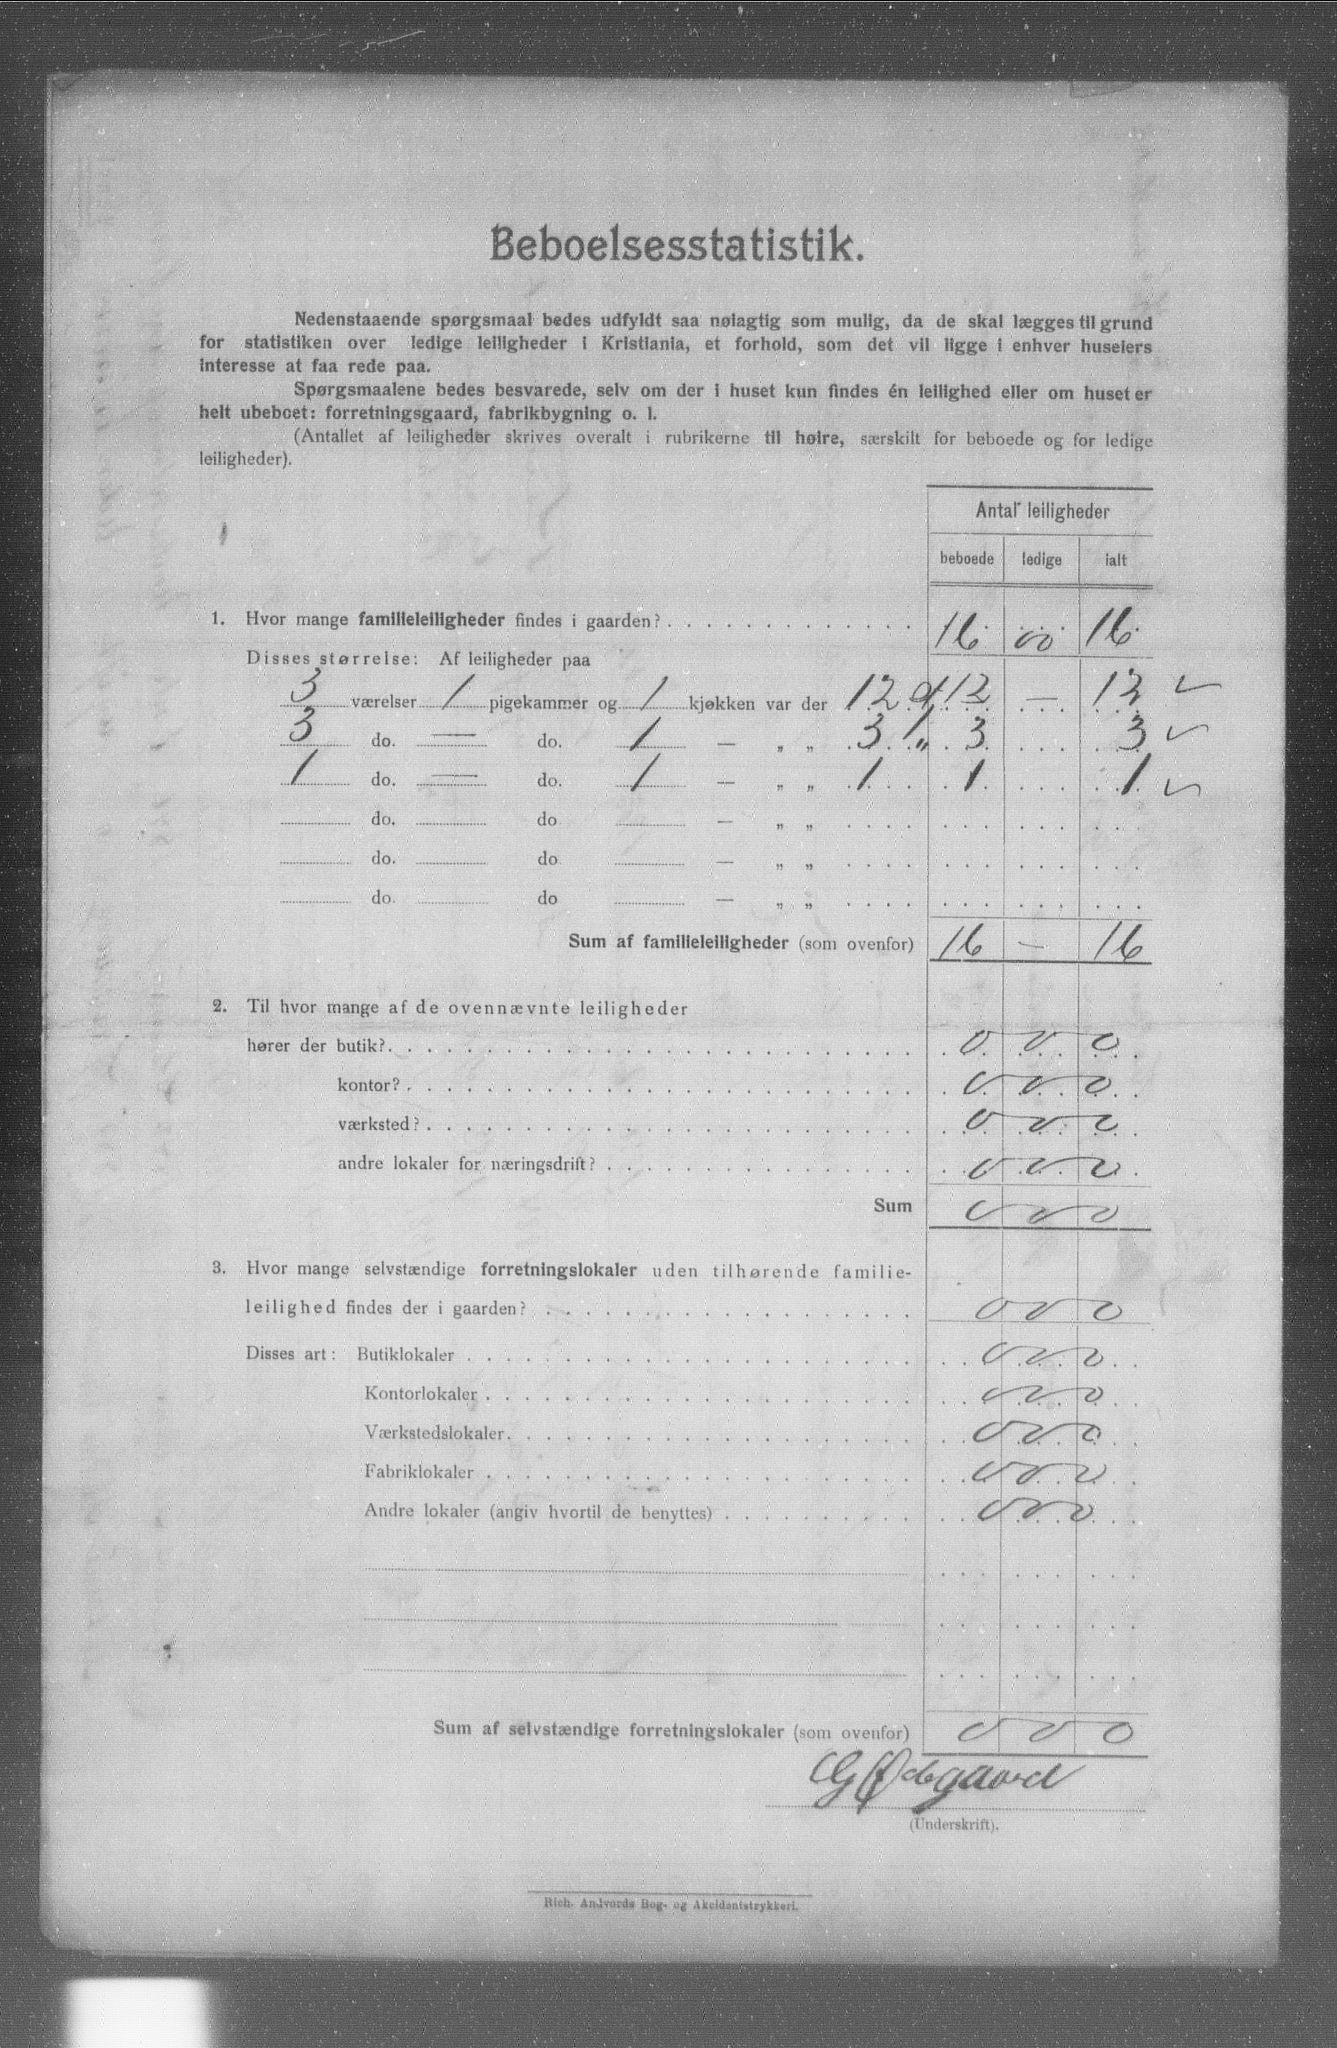 Beboelsesstatistik.
Nedenstaaende spørgsmaal bedes udfyldt saa nøiagtig som mulig, da de skal lægges til grund
for statistiken over ledige leiligheder i Kristiania, et forhold, som det vil ligge i enhver huseiers
interesse at faa rede paa.
Spørgsmaalene bedes besvarede, selv om der i huset kun findes én leilighed eller om huset er
helt ubeboet: forretningsgaard, fabrikbygning o. l.
(Antallet af leiligheder skrives overalt i rubrikerne til høire, særskilt for beboede og for ledige
leiligheder).
Antal leiligheder
beboede ledige ialt
1. Hvor mange familieleiligheder findes i gaarden? 16 00 16
Disses størrelse: Af leiligheder paa
3 værelser 1 pigekammer og 1 kjøkken var der 12 12 — 12 ✓
3 do. — do. 1 — „ „ 3 „ 3 3 ✓
1 do. — do. 1 — „ „ 1 1 1 ✓
do. do — „ „
do. do — „ „
do. do — „ „
Sum af familieleiligheder (som ovenfor) 16 — 16
2. Til hvor mange af de ovennævnte leiligheder
hører der butik? 0 0 0
kontor? 0 0 0
værksted? 0 0 0
andre lokaler for næringsdrift? 0 0 0
Sum 0 0 0
3. Hvor mange selvstændige forretningslokaler uden tilhørende familie-
leilighed findes der i gaarden? 0 0 0
Disses art: Butiklokaler 0 0 0
Kontorlokaler 0 0 0
Værkstedslokaler 0 0 0
Fabriklokaler 0 0 0
Andre lokaler (angiv hvortil de benyttes) 0 0 0
Sum af selvstændige forretningslokaler (som ovenfor) 0 0 0
G Ødegaard
(Underskrift).
Rich. Andvords Bog- og Akcidentstrykkeri.